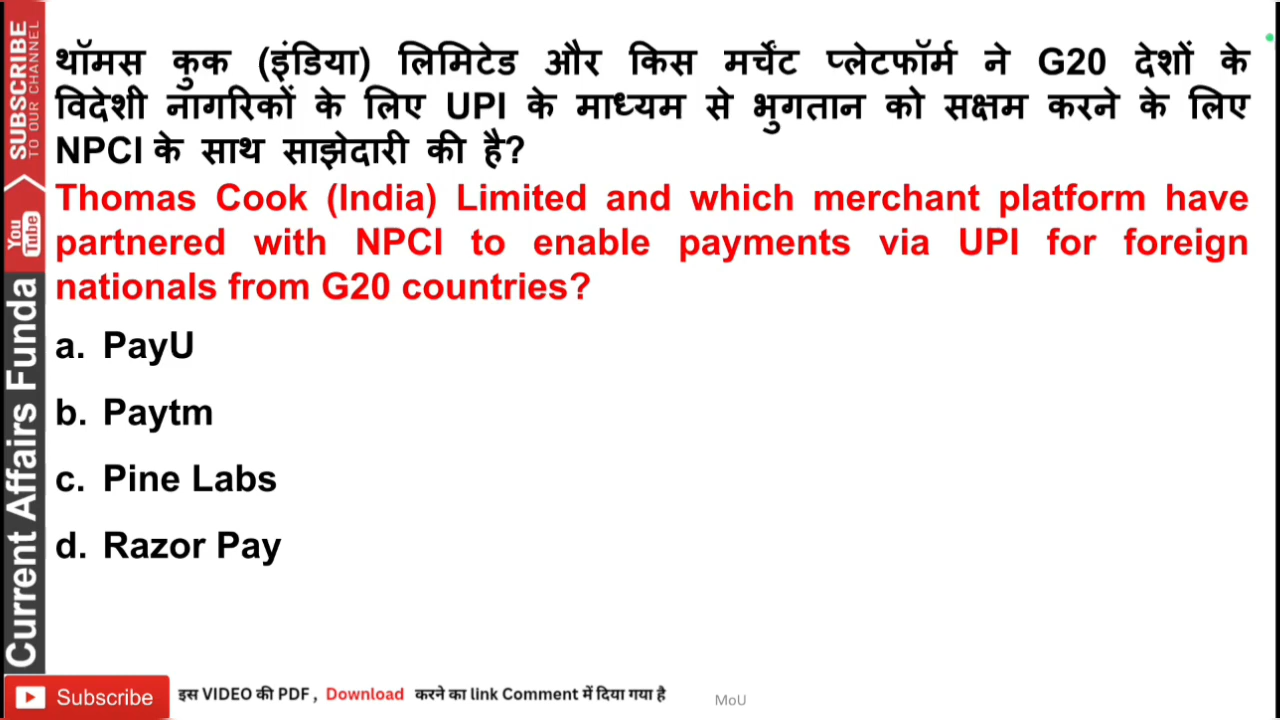 थॉमस कुक (इंडिया) लिमिटेड और किस मर्चेंट प्लेटफॉर्म ने G20 देशों के
विदेशी नागरिकों के लिए UPI के माध्यम से भुगतान को सक्षम करने के लिए
NPCI के साथ साझेदारी की है?
Thomas Cook (India) Limited and which merchant platform have
partnered with NPCI to enable payments via UPI for foreign
nationals from G20 countries?
a. PayU
b. Paytm
c. Pine Labs
d. Razor Pay
SUBSCRIBE
TO OUR CHANNEL
You
Tube
Current Affairs Funda
Subscribe
इस VIDEO की PDF , Download करने का link Comment में दिया गया है
MoU